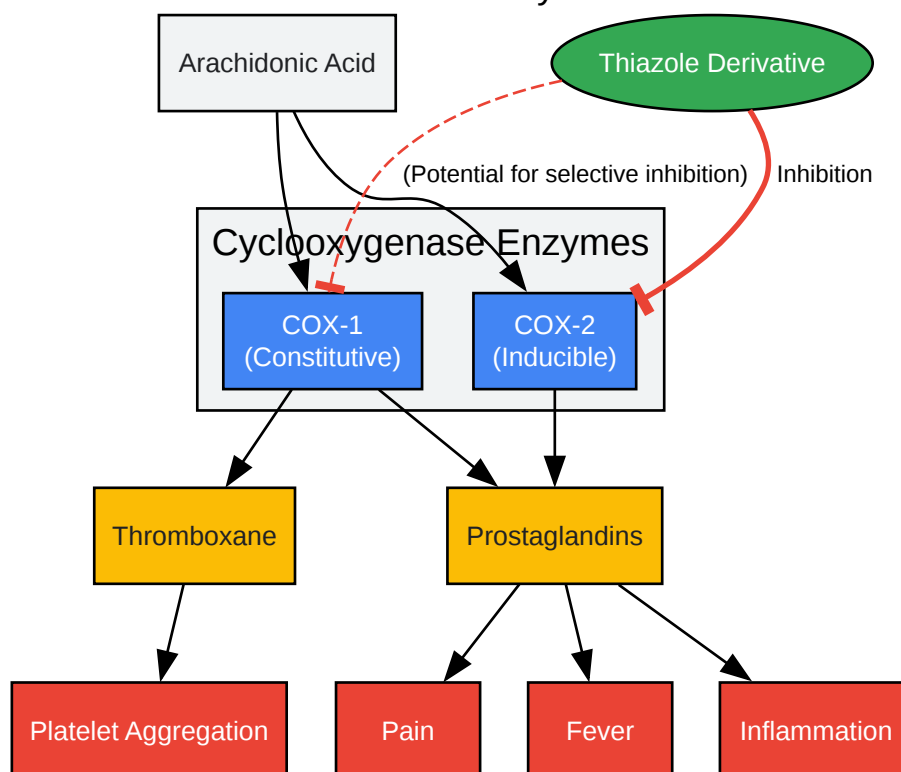 Arachidonic Acid
Thiazole Derivative
(Potential for selective inhibition)
Inhibition
Cyclooxygenase Enzymes
COX-1
(Constitutive)
COX-2
(Inducible)
Thromboxane
Prostaglandins
Platelet Aggregation
Pain
Fever
Inflammation